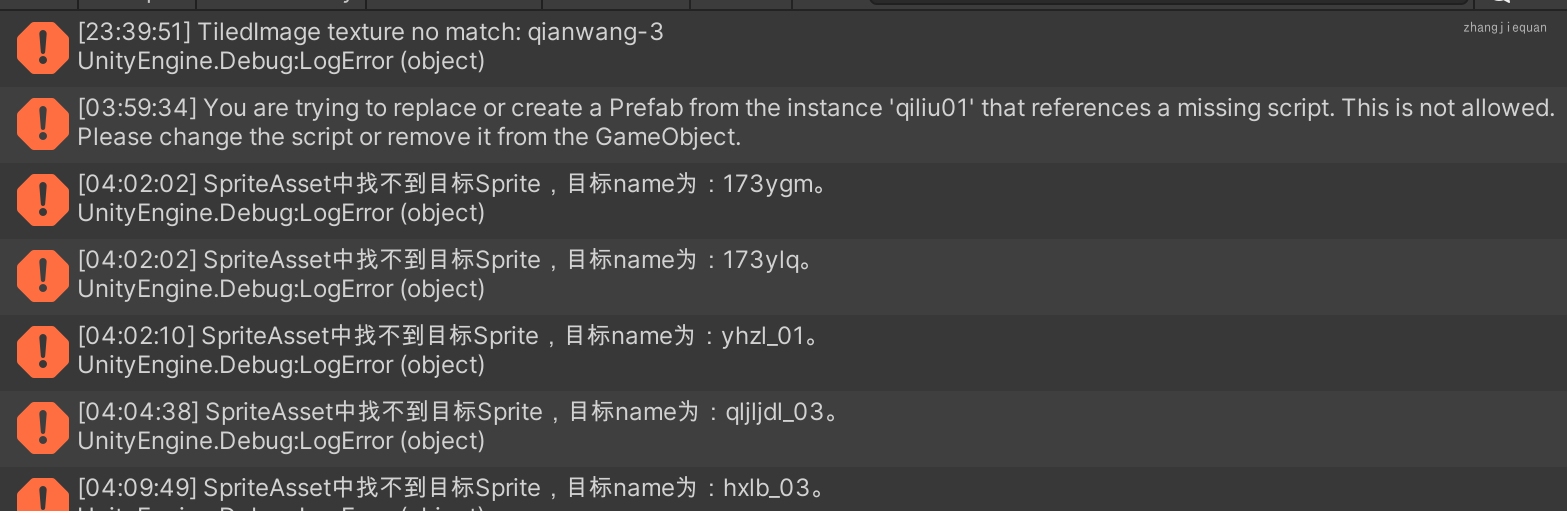 [23:39:51] TiledImage texture no match: qianwang-3
zhangjiequan
UnityEngine.Debug:LogError (object)
[03:59:34] You are trying to replace or create a Prefab from the instance 'qiliu01' that references a missing script. This is not allowed.
Please change the script or remove it from the GameObject.
[04:02:02] SpriteAsset中找不到目标Sprite，目标name为：173ygm。
UnityEngine.Debug:LogError (object)
[04:02:02] SpriteAsset中找不到目标Sprite，目标name为：173ylq。
UnityEngine.Debug:LogError (object)
[04:02:10] SpriteAsset中找不到目标Sprite，目标name为：yhzl_01。
UnityEngine.Debug:LogError (object)
[04:04:38] SpriteAsset中找不到目标Sprite，目标name为：qljljdl_03。
UnityEngine.Debug:LogError (object)
[04:09:49] SpriteAsset中找不到目标Sprite，目标name为：hxlb_03。